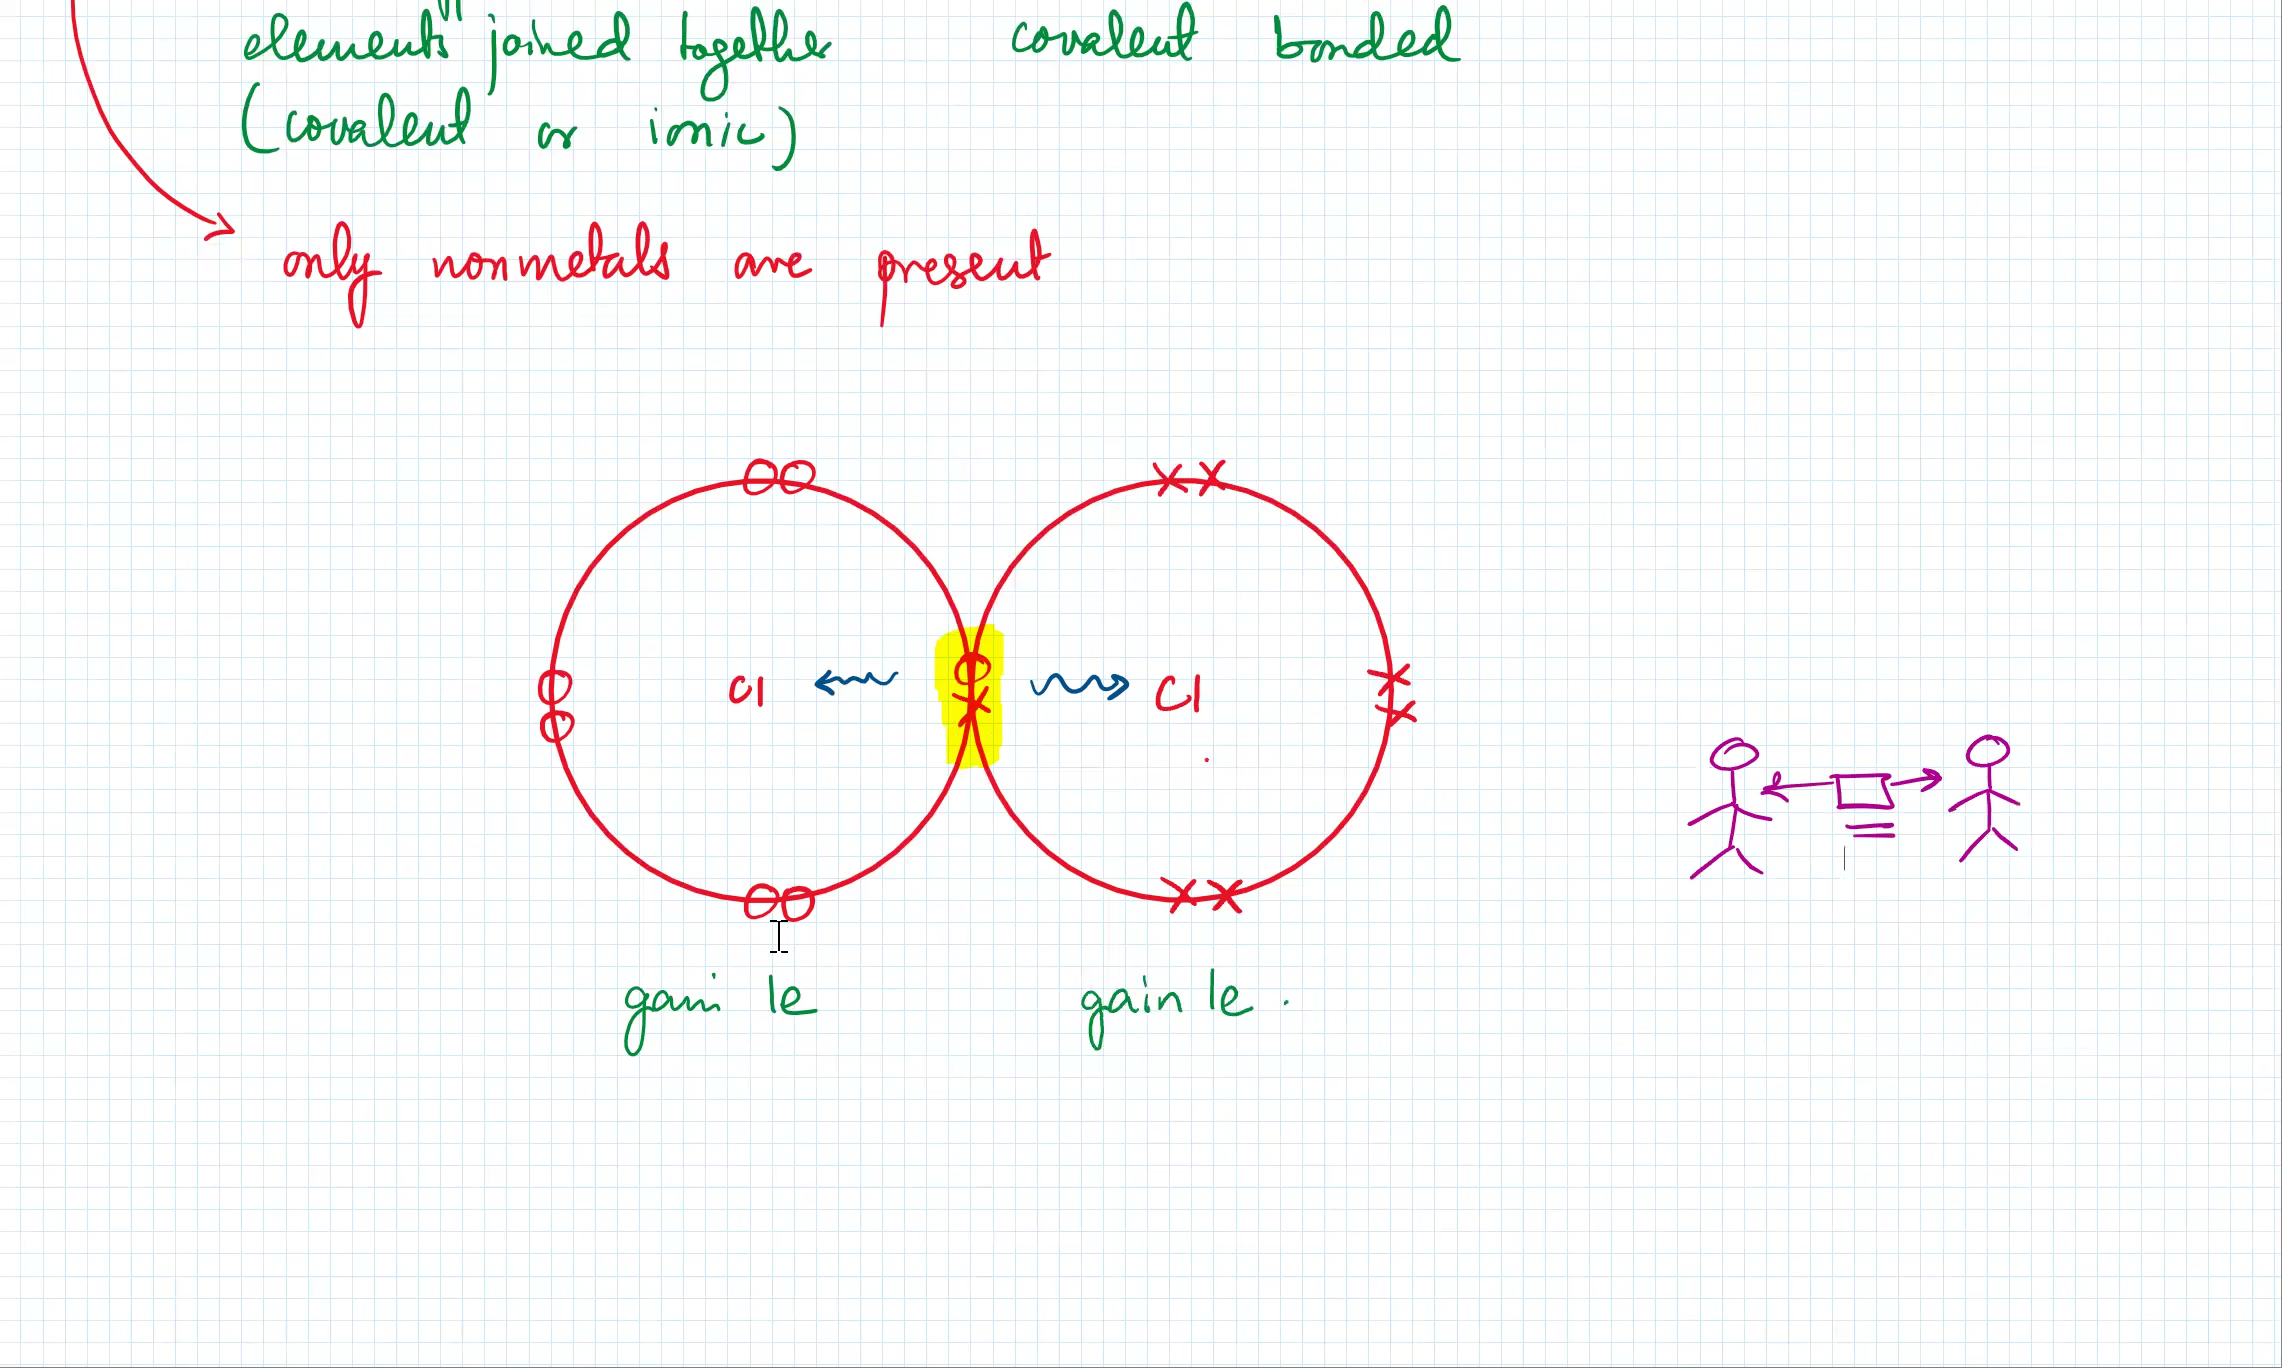 elements joined together covalent bonded
(covalent or ionic)
only nonmetals are present
Cl Cl
gain 1e gain 1e.